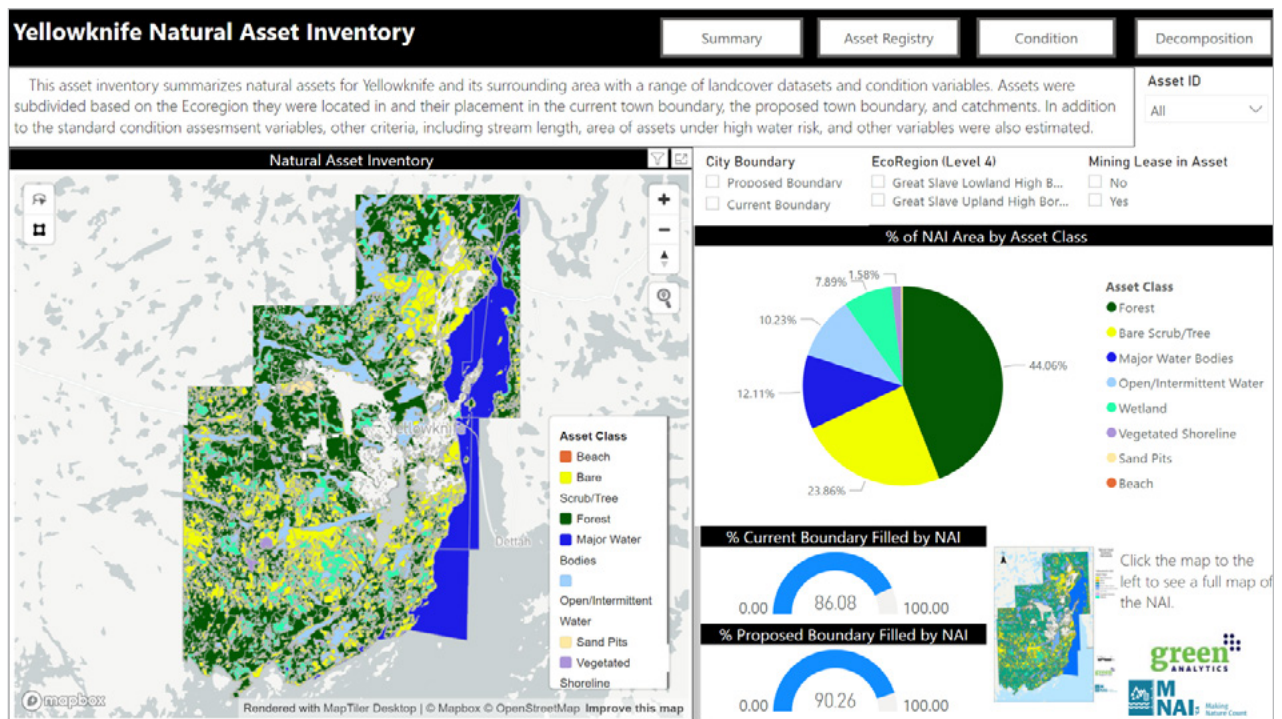 Yellowknife Natural Asset Inventory
Summary
Asset Registry
Condition
Decomposition
This asset inventory summarizes natural assets for Yellowknife and its surrounding area with a range of landcover datasets and condition variables. Assets were
subdivided based on the Ecoregion they were located in and their placement in the current town boundary, the proposed town boundary, and catchments. In addition
to the standard condition assesmsent variables, other criteria, including stream length, area of assets under high water risk, and other variables were also estimated.
Asset ID
All
Natural Asset Inventory
Yellowknife
Dettah
Asset Class
Beach
Bare
Scrub/Tree
Forest
Major Water
Bodies
Open/Intermittent
Water
Sand Pits
Vegetated
Shoreline
mapbox
Rendered with MapTiler Desktop | © Mapbox © OpenStreetMap Improve this map
City Boundary
Proposed Boundary
Current Boundary
EcoRegion (Level 4)
Great Slave Lowland High B...
Great Slave Upland High Bor...
Mining Lease in Asset
No
Yes
% of NAI Area by Asset Class
1.58%
7.89%
10.23%
12.11%
23.86%
44.06%
Asset Class
Forest
Bare Scrub/Tree
Major Water Bodies
Open/Intermittent Water
Wetland
Vegetated Shoreline
Sand Pits
Beach
% Current Boundary Filled by NAI
0.00
86.08
100.00
% Proposed Boundary Filled by NAI
0.00
90.26
100.00
Click the map to the
left to see a full map of
the NAI.
green
ANALYTICS
M
NAI
Making
Nature Count